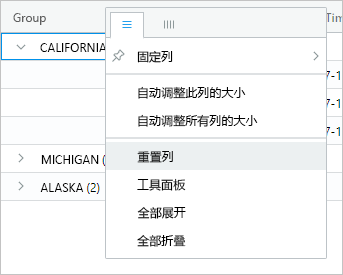 Group
Tim
CALIFORNIA
固定列
7-1
自动调整此列的大小
7-1
自动调整所有列的大小
7-1
重置列
MICHIGAN (
工具面板
ALASKA (2)
全部展开
全部折叠